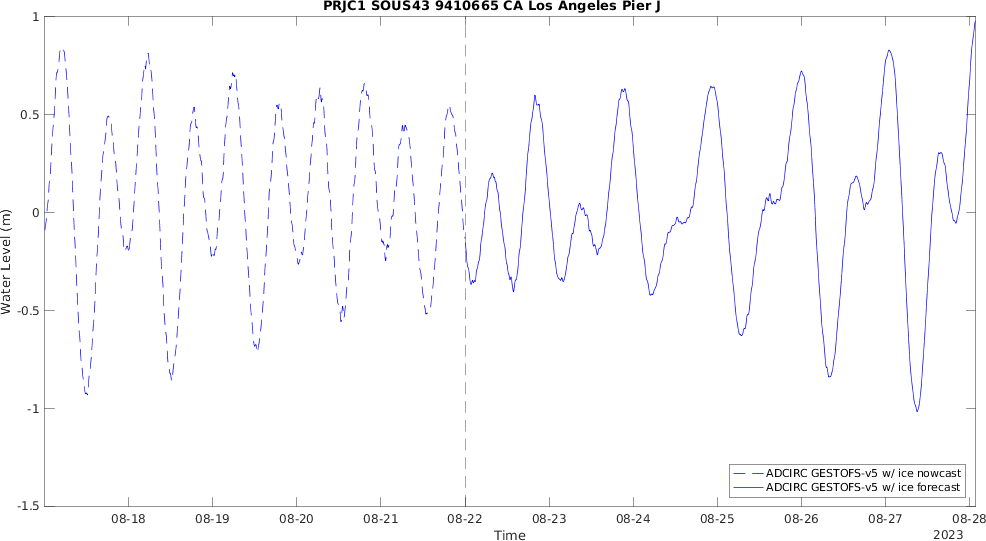 PRJC1 SOUS43 9410665 CA Los Angeles Pier J
1
0.5
0
-0.5
-1
-1.5
Water Level (m)
08-18 08-19 08-20 08-21 08-22 08-23 08-24 08-25 08-26 08-27 08-28
Time
2023
ADCIRC GESTOFS-v5 w/ ice nowcast
ADCIRC GESTOFS-v5 w/ ice forecast